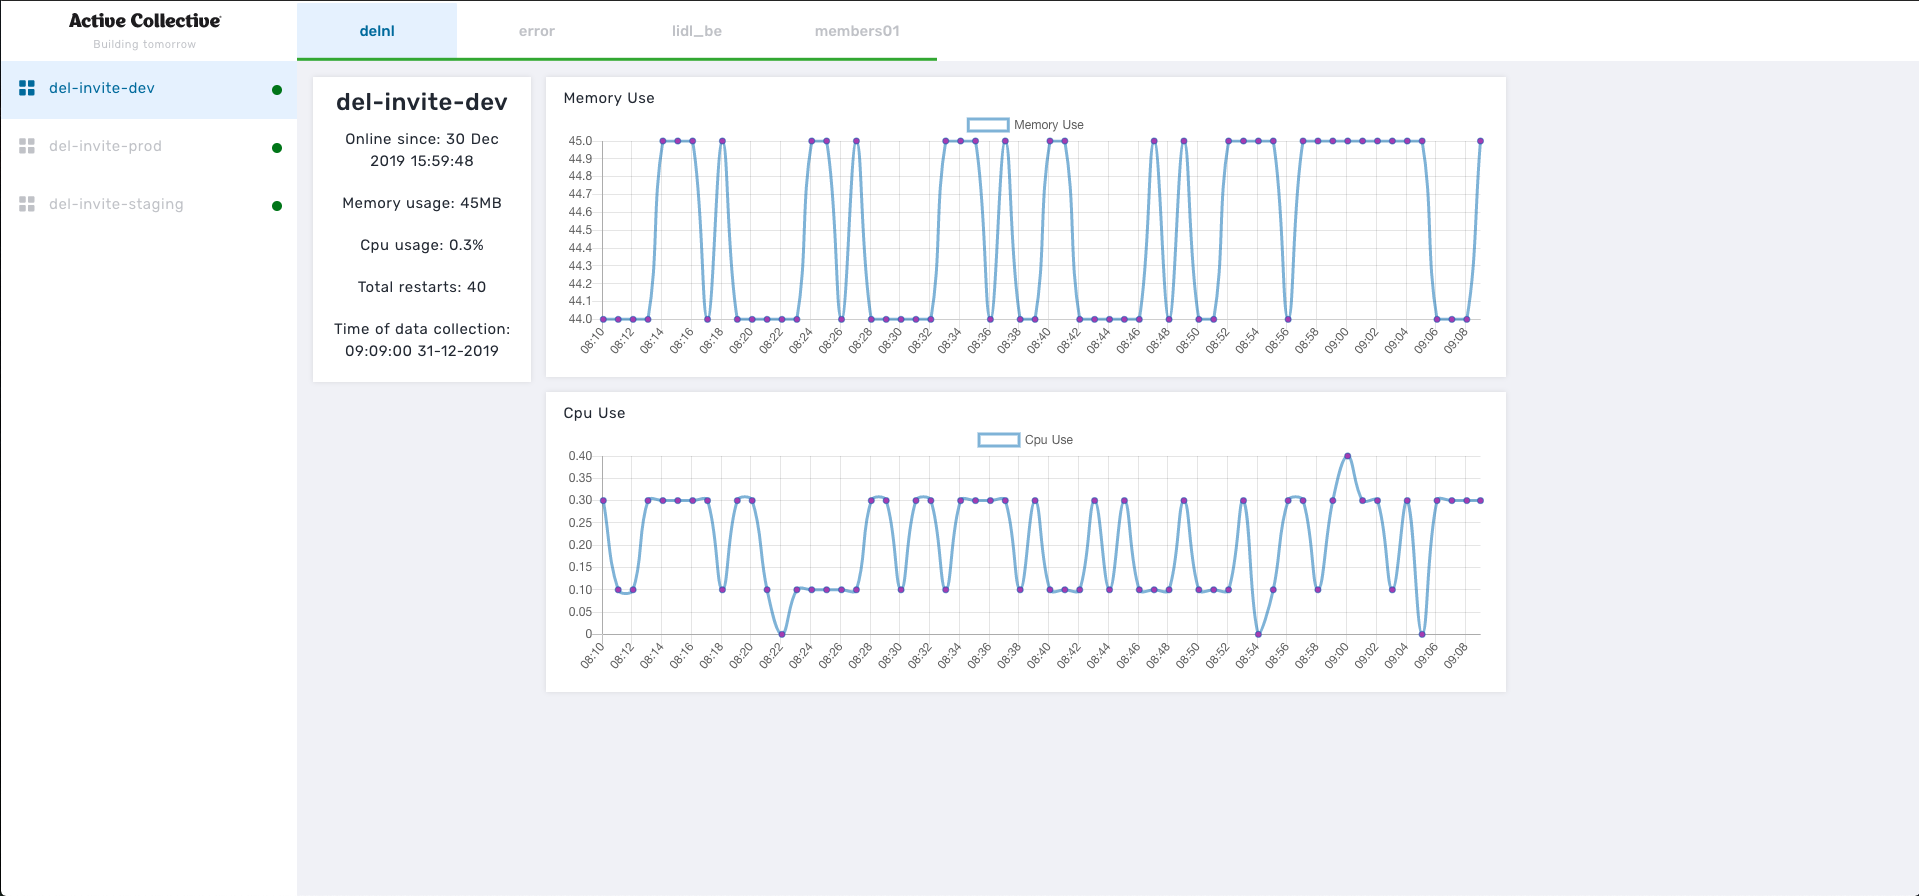 Active Collective
Building tomorrow
delnl
error
lidl_be
members01
del-invite-dev
del-invite-prod
del-invite-staging
del-invite-dev
Online since: 30 Dec
2019 15:59:48
Memory usage: 45MB
Cpu usage: 0.3%
Total restarts: 40
Time of data collection:
09:09:00 31-12-2019
Memory Use
Memory Use
45.0
44.9
44.8
44.7
44.6
44.5
44.4
44.3
44.2
44.1
44.0
08:10 08:12 08:14 08:16 08:18 08:20 08:22 08:24 08:26 08:28 08:30 08:32 08:34 08:36 08:38 08:40 08:42 08:44 08:46 08:48 08:50 08:52 08:54 08:56 08:58 09:00 09:02 09:04 09:06 09:08
Cpu Use
Cpu Use
0.40
0.35
0.30
0.25
0.20
0.15
0.10
0.05
0
08:10 08:12 08:14 08:16 08:18 08:20 08:22 08:24 08:26 08:28 08:30 08:32 08:34 08:36 08:38 08:40 08:42 08:44 08:46 08:48 08:50 08:52 08:54 08:56 08:58 09:00 09:02 09:04 09:06 09:08